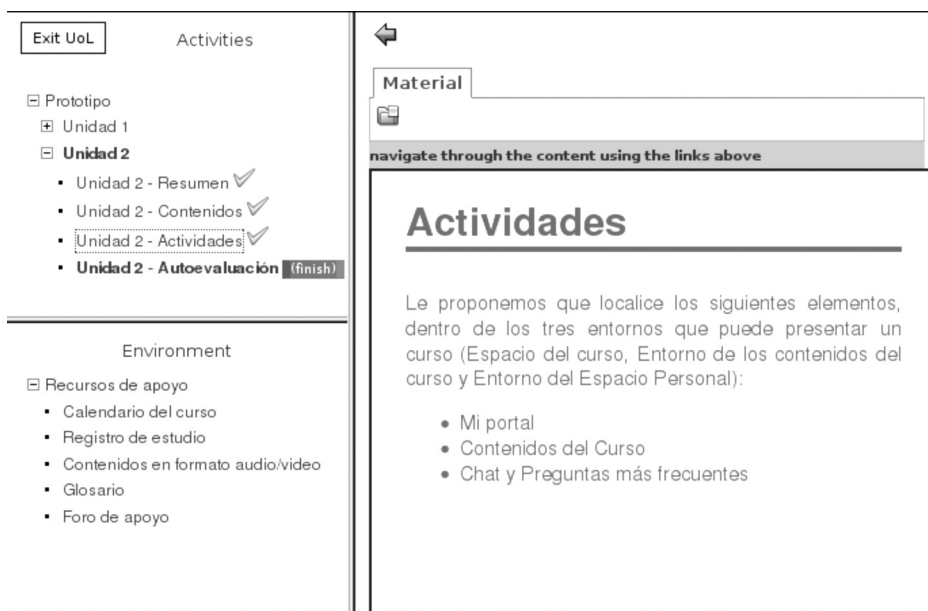 Exit UoL
Activities
Prototipo
Unidad 1
Unidad 2
Unidad 2 - Resumen
Unidad 2 - Contenidos
Unidad 2 - Actividades
Unidad 2 - Autoevaluación (finish)
Environment
Recursos de apoyo
Calendario del curso
Registro de estudio
Contenidos en formato audio/video
Glosario
Foro de apoyo
Material
navigate through the content using the links above
Actividades
Le proponemos que localice los siguientes elementos,
dentro de los tres entornos que puede presentar un
curso (Espacio del curso, Entorno de los contenidos del
curso y Entorno del Espacio Personal):
• Mi portal
• Contenidos del Curso
• Chat y Preguntas más frecuentes